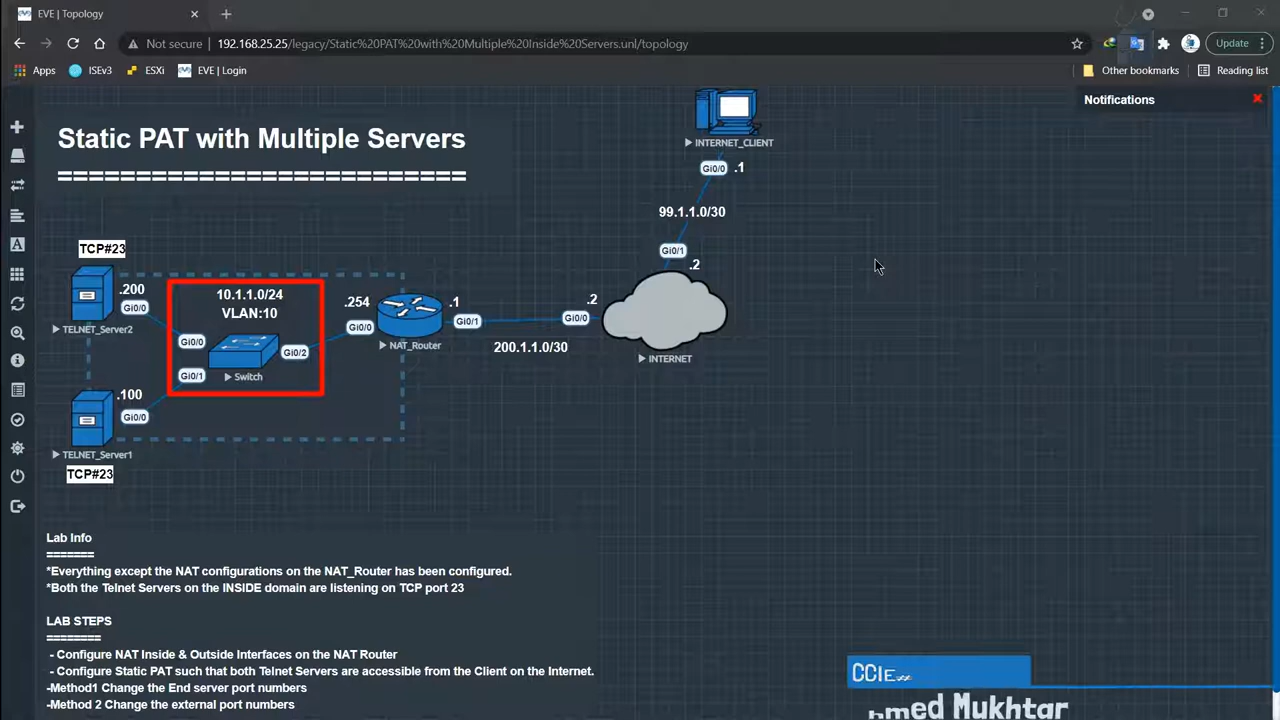 EVE | Topology
Not secure
192.168.25.25/legacy/Static%20PAT%20with%20Multiple%20Inside%20Servers.unl/topology
Update
Apps
ISEv3
ESXi
EVE | Login
Other bookmarks
Reading list
Notifications
Static PAT with Multiple Servers
==========================
INTERNET_CLIENT
Gi0/0
.1
99.1.1.0/30
Gi0/1
.2
TCP#23
.200
Gi0/0
TELNET_Server2
10.1.1.0/24
VLAN:10
Gi0/0
Gi0/2
Gi0/1
Switch
.254
Gi0/0
NAT_Router
.1
Gi0/1
200.1.1.0/30
.2
Gi0/0
INTERNET
.100
Gi0/0
TELNET_Server1
TCP#23
Lab Info
=======
*Everything except the NAT configurations on the NAT_Router has been configured.
*Both the Telnet Servers on the INSIDE domain are listening on TCP port 23
LAB STEPS
========
- Configure NAT Inside & Outside Interfaces on the NAT Router
- Configure Static PAT such that both Telnet Servers are accessible from the Client on the Internet.
-Method1 Change the End server port numbers
-Method 2 Change the external port numbers
Mukhtar